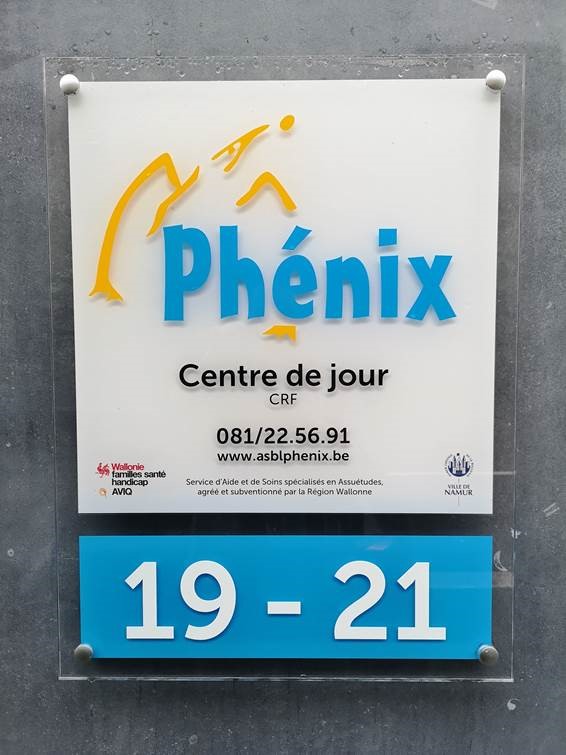 Phénix
Centre de jour
CRF
081/22.56.91
www.asblphenix.be
Wallonie
familles santé
handicap
AVIQ
Service d'Aide et de Soins spécialisés en Assuétudes,
agréé et subventionné par la Région Wallonne
VILLE DE
NAMUR
19 - 21